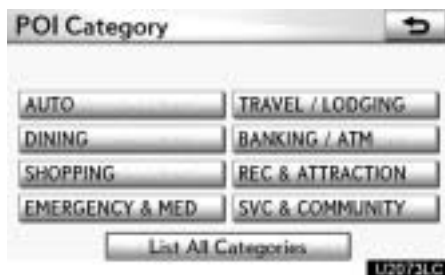 POI Category
AUTO
TRAVEL / LODGING
DINING
BANKING / ATM
SHOPPING
REC & ATTRACTION
EMERGENCY & MED
SVC & COMMUNITY
List All Categories
U2073LC